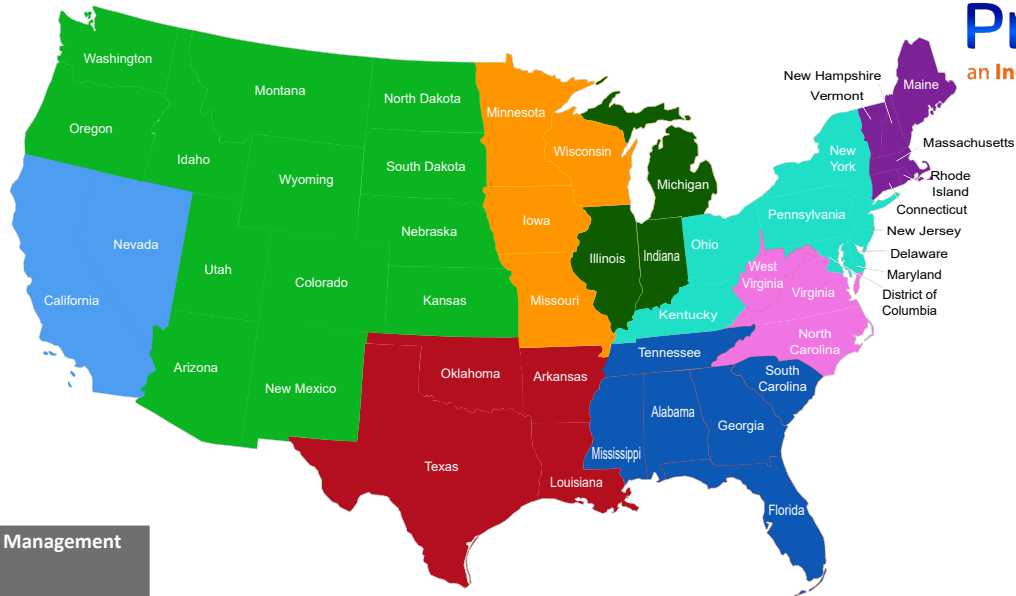 Pr
an In
Washington
Oregon
Idaho
Montana
Wyoming
North Dakota
South Dakota
Nebraska
Kansas
Nevada
California
Utah
Colorado
Arizona
New Mexico
Minnesota
Wisconsin
Iowa
Missouri
Michigan
Illinois
Indiana
Ohio
Kentucky
Pennsylvania
New
York
New Hampshire
Vermont
Maine
Massachusetts
Rhode
Island
Connecticut
New Jersey
Delaware
Maryland
District of
Columbia
West
Virginia
Virginia
North
Carolina
Tennessee
South
Carolina
Mississippi
Alabama
Georgia
Florida
Oklahoma
Arkansas
Texas
Louisiana
Management